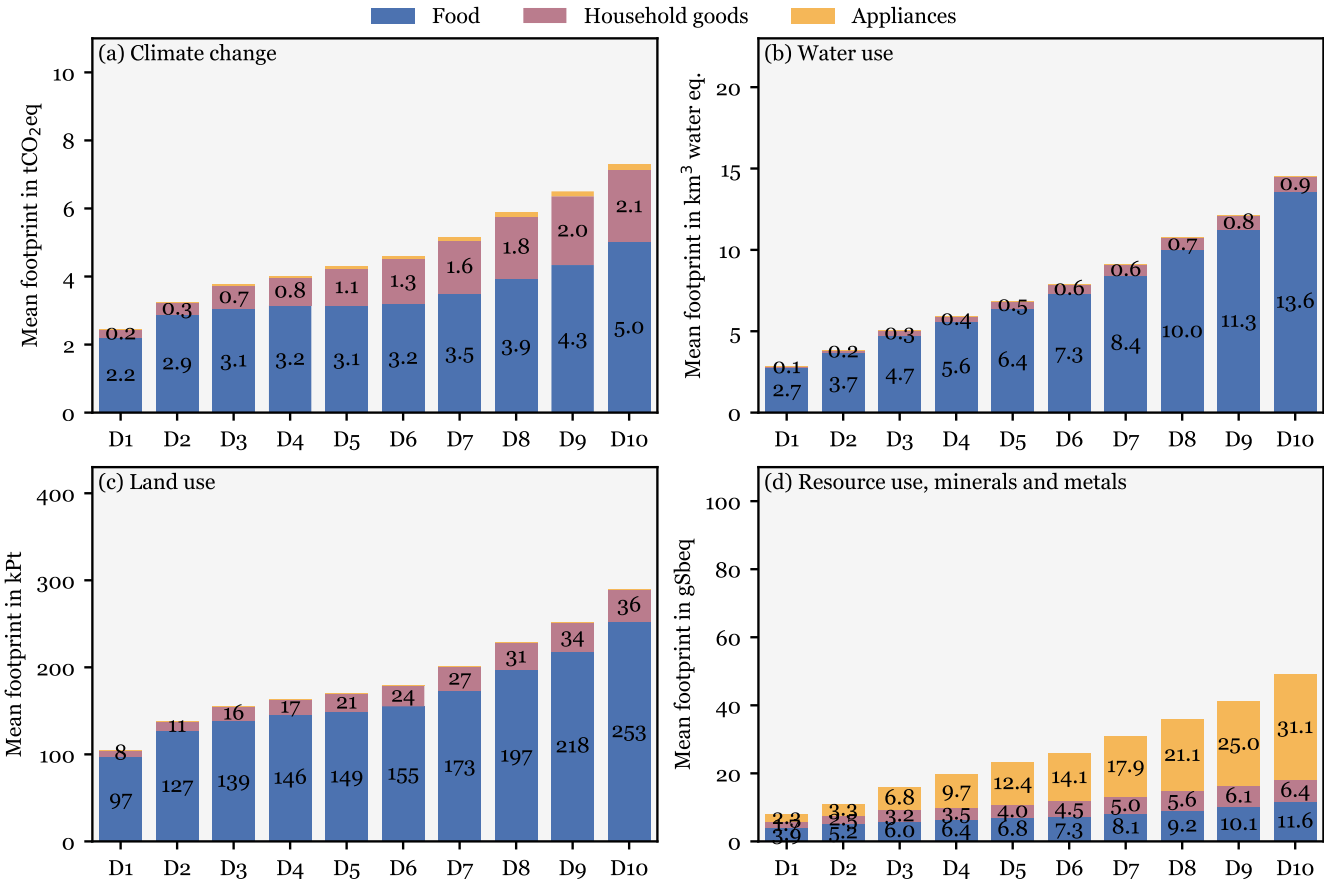 Food Household goods Appliances
(a) Climate change
Mean footprint in tCO₂eq
10
8
6
4
2
0
0.2 0.3 0.7 0.8 1.1 1.3 1.6 1.8 2.0 2.1
2.2 2.9 3.1 3.2 3.1 3.2 3.5 3.9 4.3 5.0
D1 D2 D3 D4 D5 D6 D7 D8 D9 D10
(b) Water use
Mean footprint in km³ water eq.
20
15
10
5
0
0.1 0.2 0.3 0.4 0.5 0.6 0.6 0.7 0.8 0.9
2.7 3.7 4.7 5.6 6.4 7.3 8.4 10.0 11.3 13.6
D1 D2 D3 D4 D5 D6 D7 D8 D9 D10
(c) Land use
Mean footprint in kPt
400
300
200
100
0
8 11 16 17 21 24 27 31 34 36
97 127 139 146 149 155 173 197 218 253
D1 D2 D3 D4 D5 D6 D7 D8 D9 D10
(d) Resource use, minerals and metals
Mean footprint in gSbeq
100
80
60
40
20
0
3.3 6.8 9.7 12.4 14.1 17.9 21.1 25.0 31.1
3.2 3.5 4.0 4.5 5.0 5.6 6.1 6.4
3.9 5.2 6.0 6.4 6.8 7.3 8.1 9.2 10.1 11.6
D1 D2 D3 D4 D5 D6 D7 D8 D9 D10